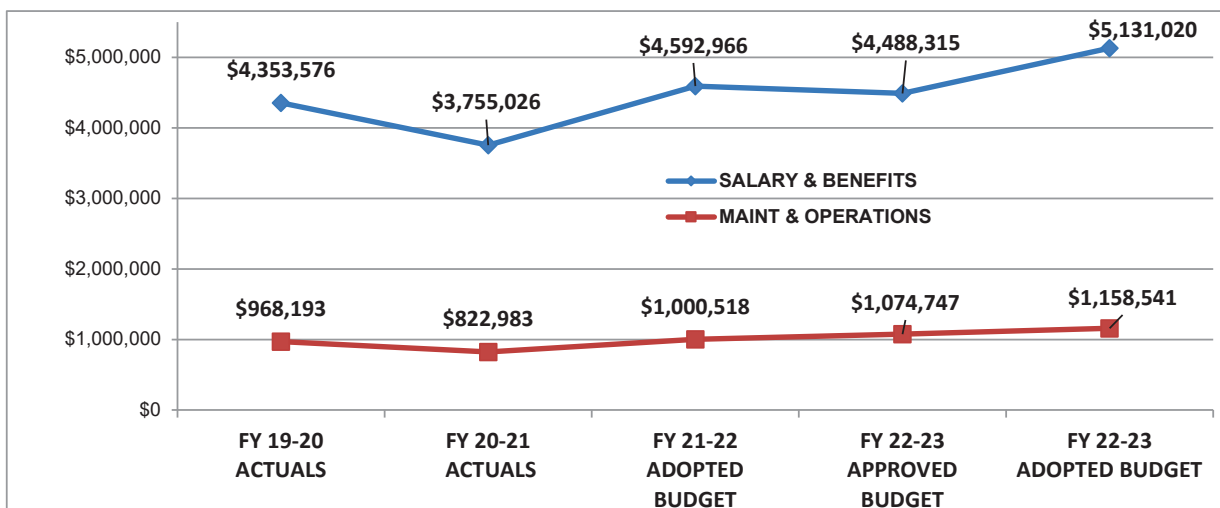 $5,000,000
$4,000,000
$3,000,000
$2,000,000
$1,000,000
$0
$4,353,576
$3,755,026
$4,592,966
$4,488,315
$5,131,020
SALARY & BENEFITS
MAINT & OPERATIONS
$968,193
$822,983
$1,000,518
$1,074,747
$1,158,541
FY 19-20
ACTUALS
FY 20-21
ACTUALS
FY 21-22
ADOPTED
BUDGET
FY 22-23
APPROVED
BUDGET
FY 22-23
ADOPTED BUDGET